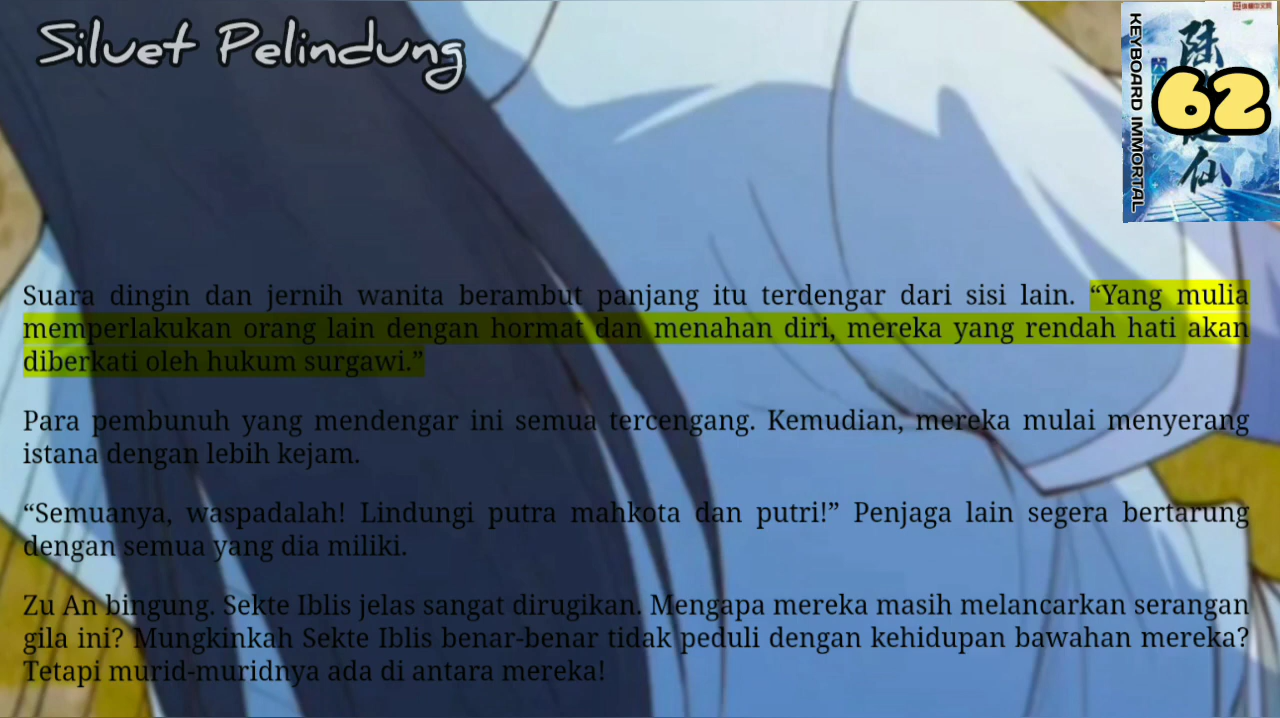 Siluet Pelindung
KEYBOARD IMMORTAL
62
仙
Suara dingin dan jernih wanita berambut panjang itu terdengar dari sisi lain. “Yang mulia
memperlakukan orang lain dengan hormat dan menahan diri, mereka yang rendah hati akan
diberkati oleh hukum surgawi.”
Para pembunuh yang mendengar ini semua tercengang. Kemudian, mereka mulai menyerang
istana dengan lebih kejam.
“Semuanya, waspadalah! Lindungi putra mahkota dan putri!” Penjaga lain segera bertarung
dengan semua yang dia miliki.
Zu An bingung. Sekte Iblis jelas sangat dirugikan. Mengapa mereka masih melancarkan serangan
gila ini? Mungkinkah Sekte Iblis benar-benar tidak peduli dengan kehidupan bawahan mereka?
Tetapi murid-muridnya ada di antara mereka!